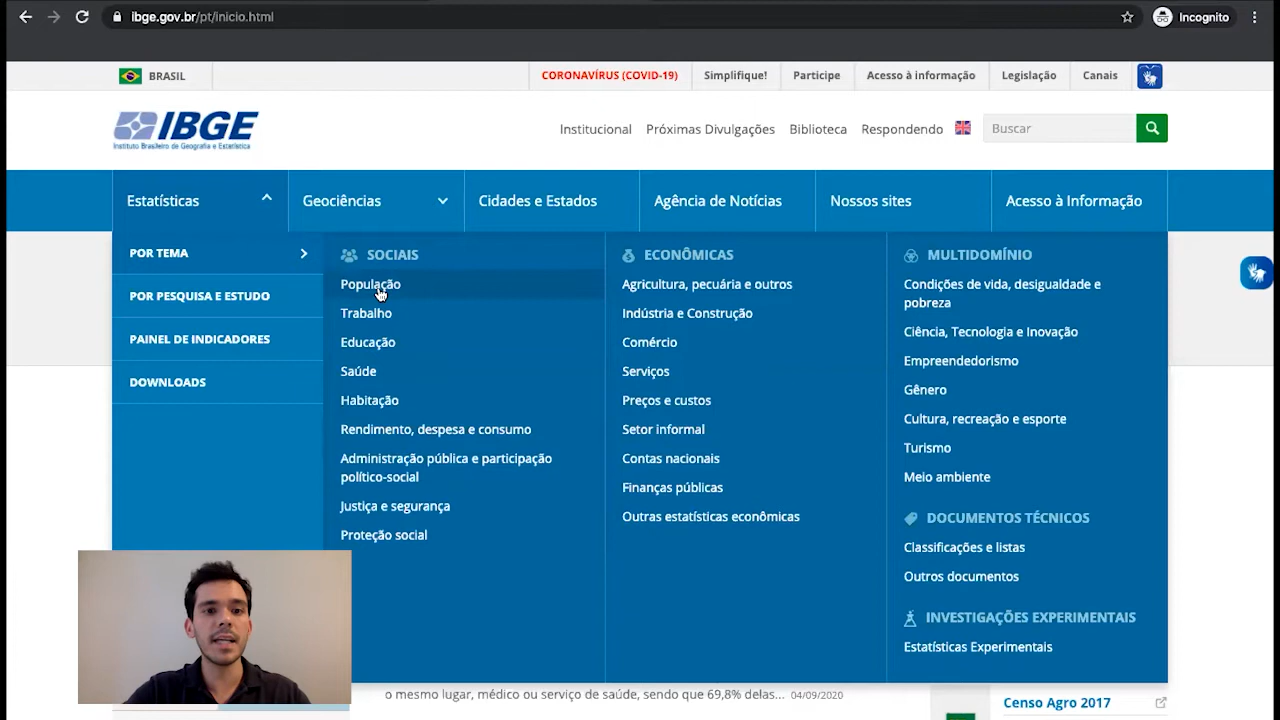 ibge.gov.br/pt/inicio.html
Incognito
BRASIL
CORONAVÍRUS (COVID-19)
Simplifique!
Participe
Acesso à informação
Legislação
Canais
IBGE
Instituto Brasileiro de Geografia e Estatística
Institucional
Próximas Divulgações
Biblioteca
Respondendo
Buscar
Estatísticas
Geociências
Cidades e Estados
Agência de Notícias
Nossos sites
Acesso à Informação
POR TEMA
POR PESQUISA E ESTUDO
PAINEL DE INDICADORES
DOWNLOADS
SOCIAIS
População
Trabalho
Educação
Saúde
Habitação
Rendimento, despesa e consumo
Administração pública e participação
político-social
Justiça e segurança
Proteção social
ECONÔMICAS
Agricultura, pecuária e outros
Indústria e Construção
Comércio
Serviços
Preços e custos
Setor informal
Contas nacionais
Finanças públicas
Outras estatísticas econômicas
MULTIDOMÍNIO
Condições de vida, desigualdade e
pobreza
Ciência, Tecnologia e Inovação
Empreendedorismo
Gênero
Cultura, recreação e esporte
Turismo
Meio ambiente
DOCUMENTOS TÉCNICOS
Classificações e listas
Outros documentos
INVESTIGAÇÕES EXPERIMENTAIS
Estatísticas Experimentais
o mesmo lugar, médico ou serviço de saúde, sendo que 69,8% delas... 04/09/2020
Censo Agro 2017